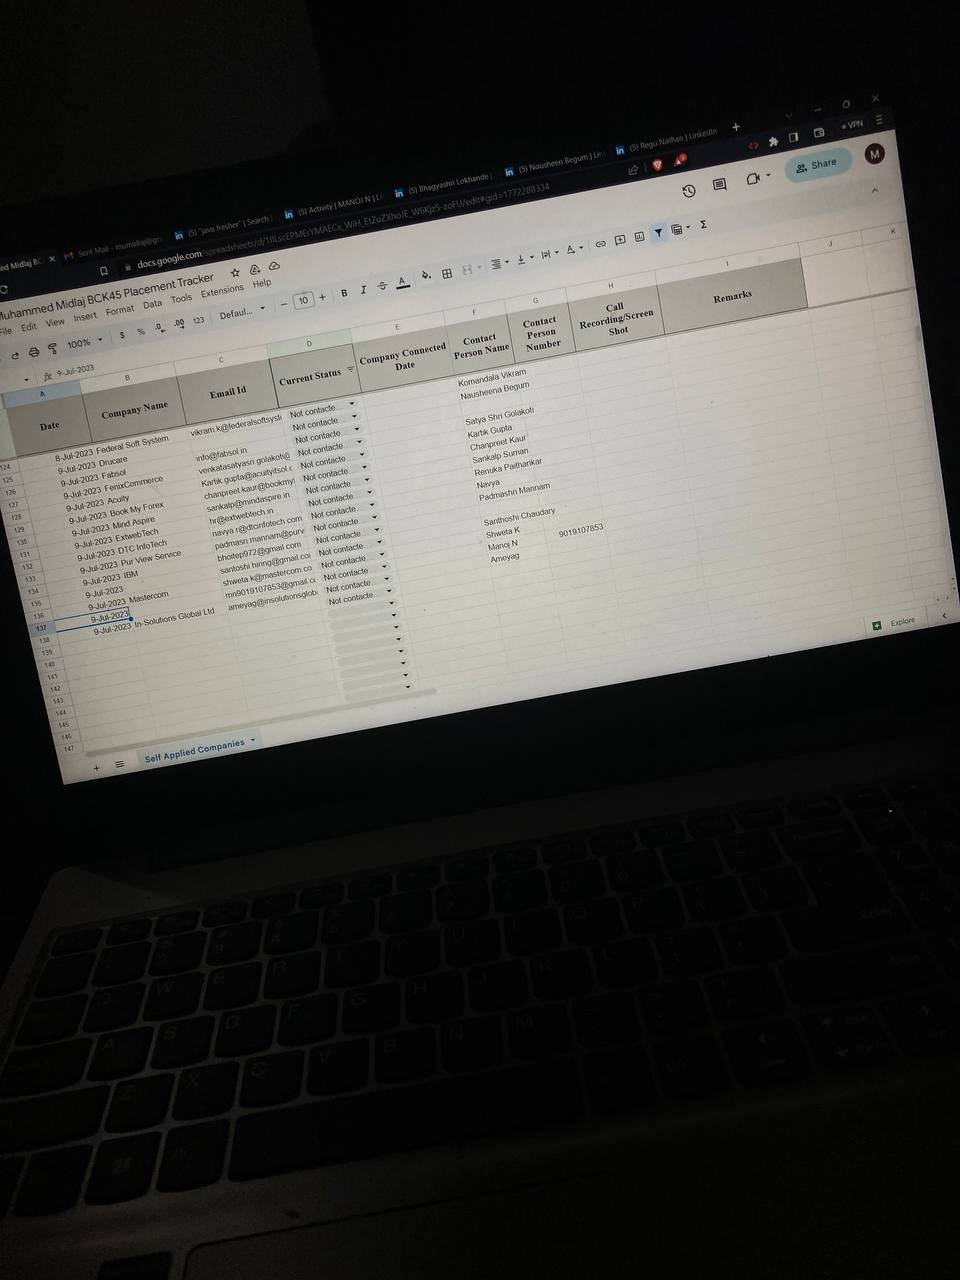 ed Midlaj BC
Sent Mail - mumidlaj@gm
(5) "java fresher" | Search
(5) Activity | MANOJ N | Li
(5) Bhagyashri Lokhande
(5) Nousheen Begum | Lin
(5) Regu Nathan | LinkedIn
VPN
docs.google.com/spreadsheets/d/
/edit#gid=1772288334
Muhammed Midlaj BCK45 Placement Tracker
File Edit View Insert Format Data Tools Extensions Help
Share
M
100% $ % .0 .00 123 Defaul... − 10 + B I A
fx 9-Jul-2023
A B C D E F G H I J K
Date Company Name Email Id Current Status Company Connected Date Contact Person Name Contact Person Number Call Recording/Screen Shot Remarks
124 8-Jul-2023 Federal Soft System vikram.k@federalsoftsyst Not contacte Komandala Vikram
125 9-Jul-2023 Drucare Not contacte Nausheena Begum
126 9-Jul-2023 Fabsol info@fabsol.in Not contacte
127 9-Jul-2023 FenixCommerce venkatasatyasri.golakoti@ Not contacte Satya Shri Golakoti
128 9-Jul-2023 Acuity Kartik.gupta@acuityitsol.c Not contacte Kartik Gupta
129 9-Jul-2023 Book My Forex chanpreet.kaur@bookmyf Not contacte Chanpreet Kaur
130 9-Jul-2023 Mind Aspire sankalp@mindaspire.in Not contacte Sankalp Suman
131 9-Jul-2023 ExtwebTech hr@extwebtech.in Not contacte Renuka Paithankar
132 9-Jul-2023 DTC InfoTech navya.r@dtcinfotech.com Not contacte Navya
133 9-Jul-2023 Pur View Service padmasri.mannam@purv Not contacte Padmashri Mannam
134 9-Jul-2023 IBM bhoitep972@gmail.com Not contacte
135 9-Jul-2023 santoshi.hiring@gmail.co Not contacte Santhoshi Chaudary
136 9-Jul-2023 Mastercom shweta.k@mastercom.co Not contacte Shweta K
137 9-Jul-2023 mn9019107853@gmail.c Not contacte Manoj N 9019107853
138 9-Jul-2023 In-Solutions Global Ltd ameyag@insolutionsglob Not contacte Ameyag
139
140
141
142
143
144
145
146
147
Explore
Self Applied Companies